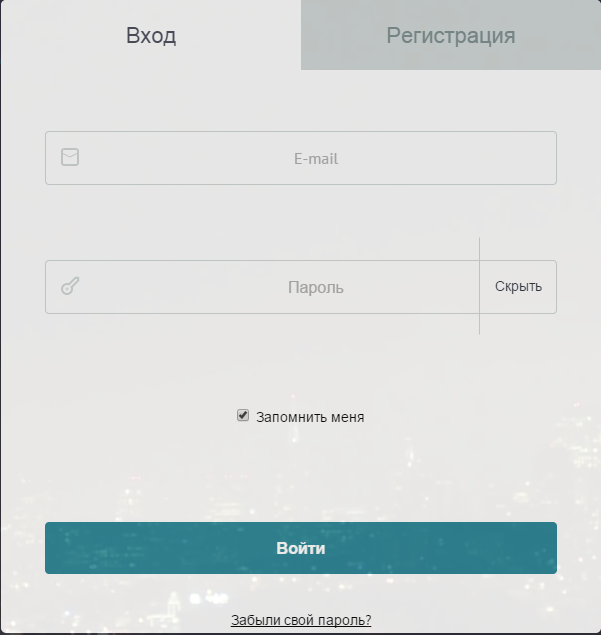 Вход
Регистрация
E-mail
Пароль
Скрыть
Запомнить меня
Войти
Забыли свой пароль?